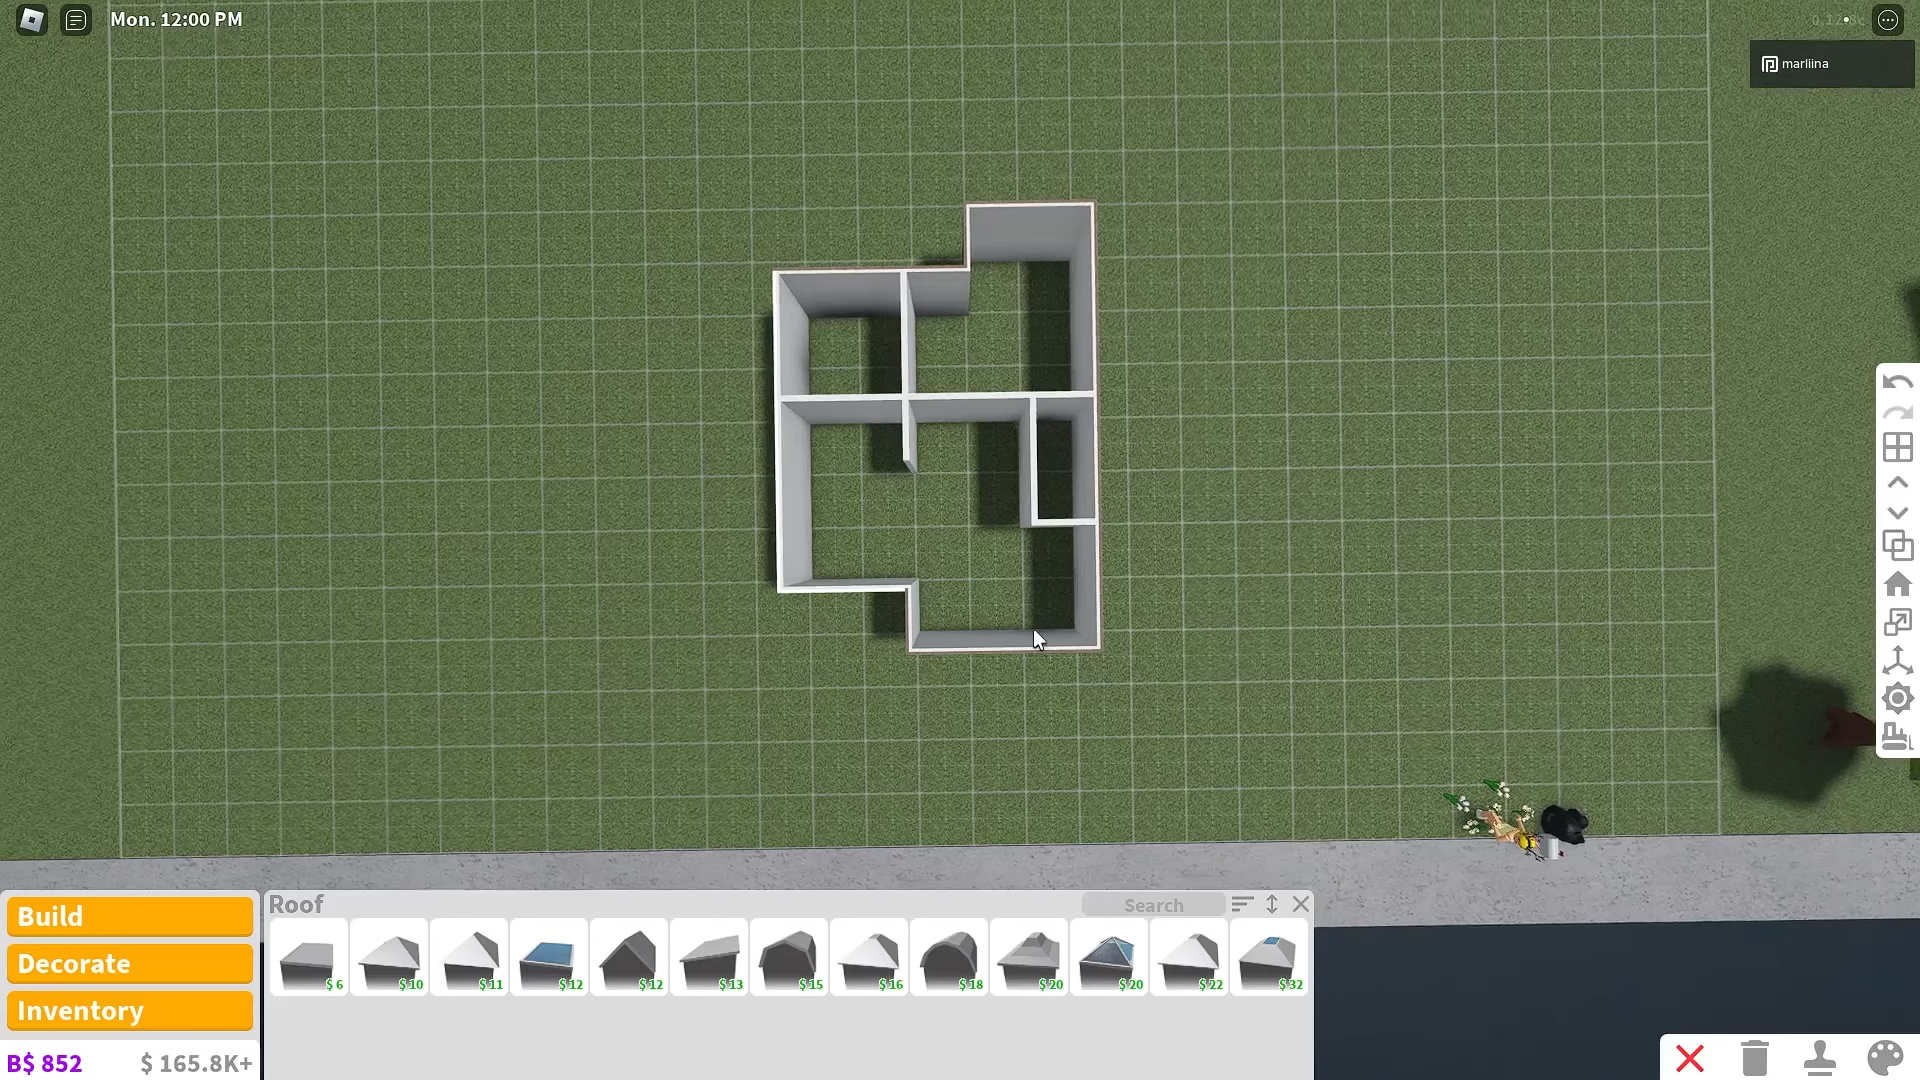 Mon. 12:00 PM
marliina
Build
Decorate
Inventory
B$ 852
$ 165.8K+
Roof
Search
$ 6
$ 10
$ 11
$ 12
$ 12
$ 13
$ 15
$ 16
$ 18
$ 20
$ 20
$ 22
$ 32